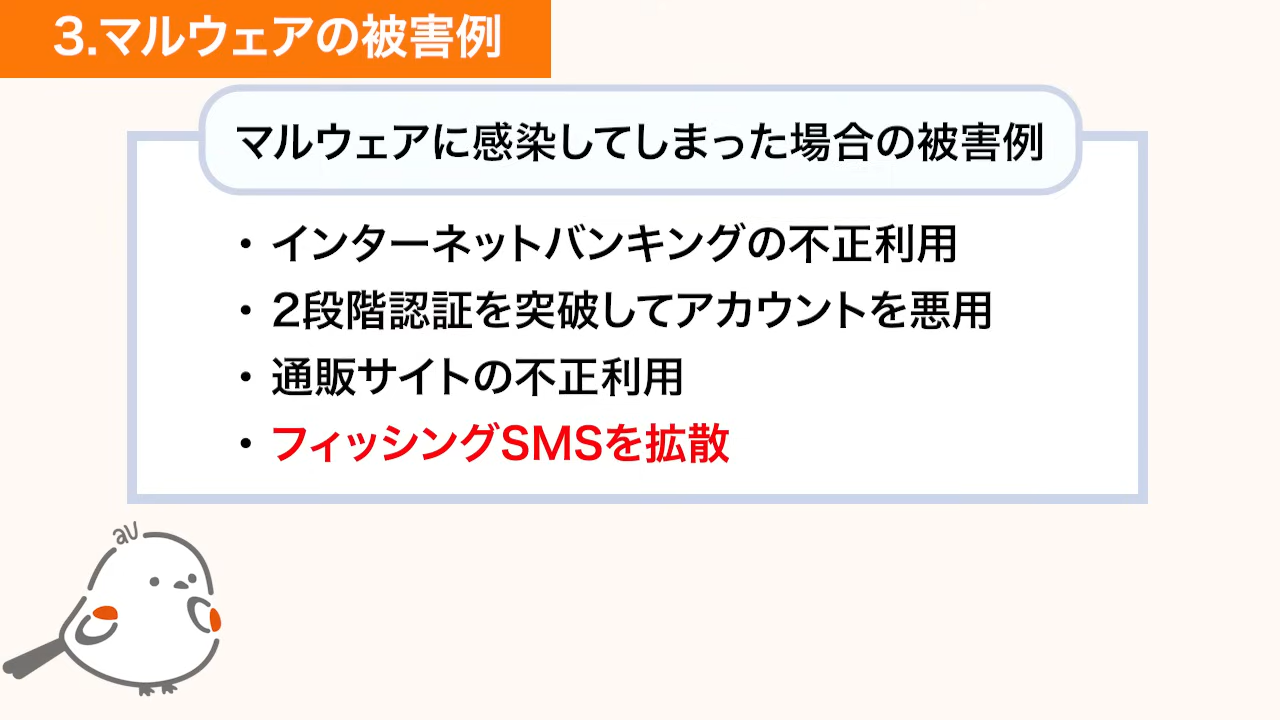 3.マルウェアの被害例
マルウェアに感染してしまった場合の被害例
・インターネットバンキングの不正利用
・2段階認証を突破してアカウントを悪用
・通販サイトの不正利用
・フィッシングSMSを拡散
au